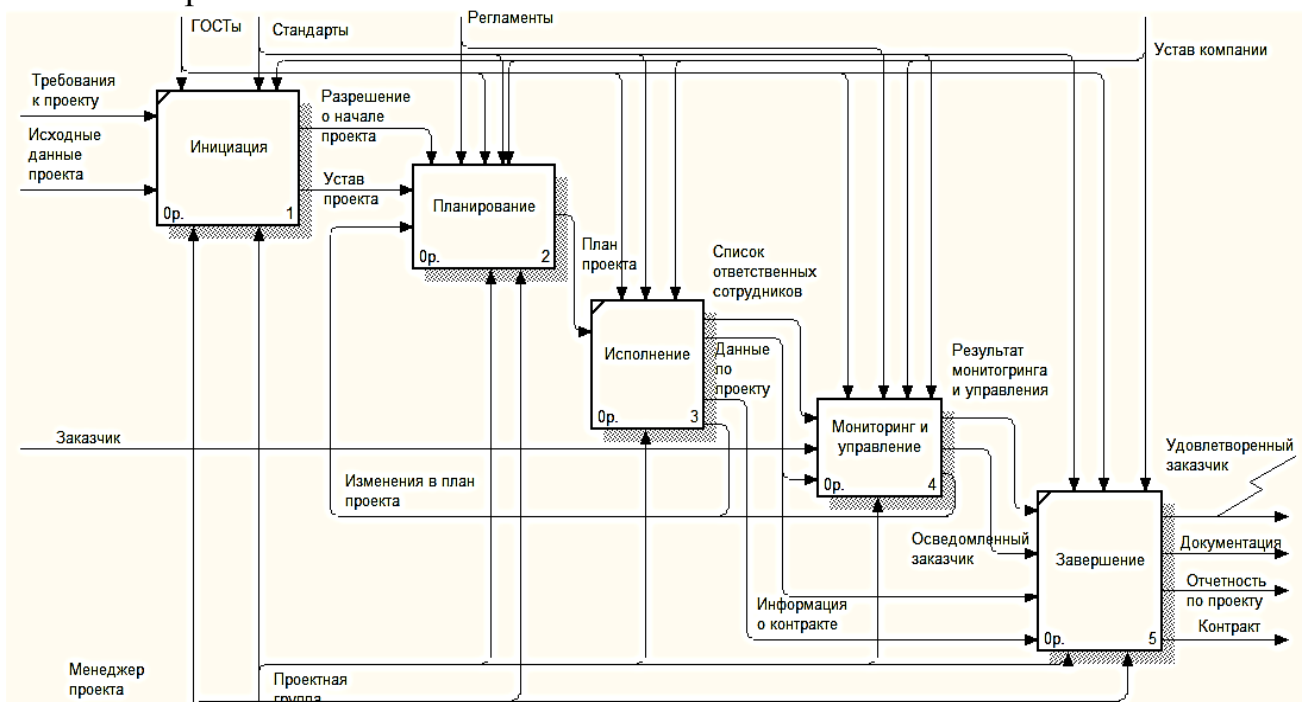 ГОСТы
Стандарты
Регламенты
Устав компании
Требования
к проекту
Исходные
данные
проекта
Инициация
0р.
1
Разрешение
о начале
проекта
Устав
проекта
Планирование
0р.
2
План
проекта
Исполнение
0р.
3
Список
ответственных
сотрудников
Данные
по
проекту
Заказчик
Изменения в план
проекта
Мониторинг и
управление
0р.
4
Результат
монитогринга
и управления
Осведомленный
заказчик
Информация
о контракте
Завершение
0р.
5
Удовлетворенный
заказчик
Документация
Отчетность
по проекту
Контракт
Менеджер
проекта
Проектная
группа